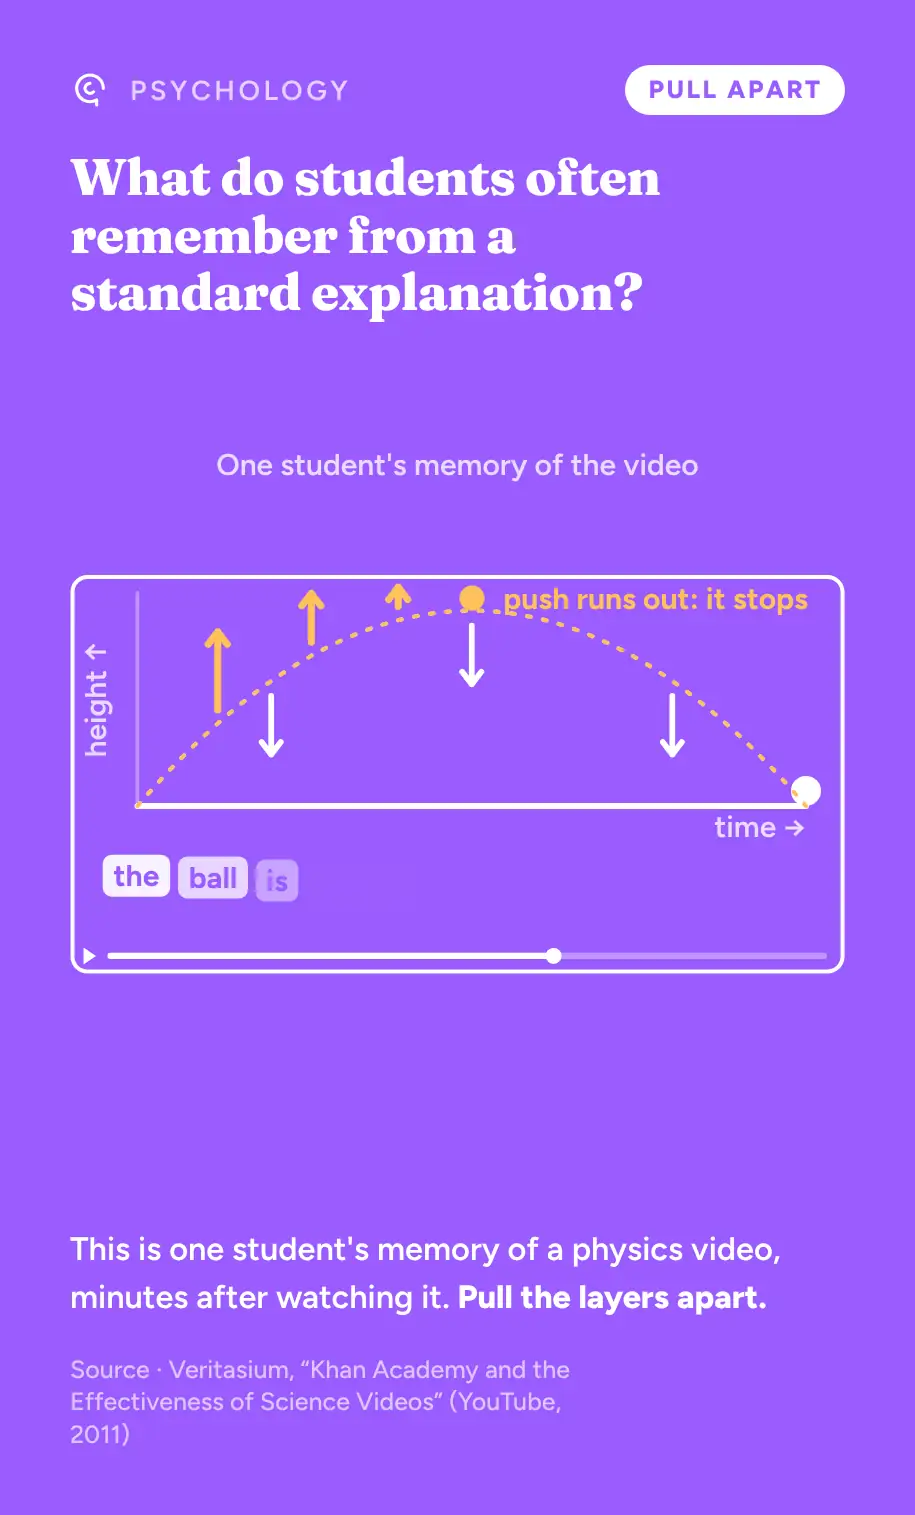 PSYCHOLOGY
PULL APART
What do students often
remember from a
standard explanation?
One student's memory of the video
push runs out: it stops
height ↑
time →
the ball is
This is one student's memory of a physics video,
minutes after watching it. Pull the layers apart.
Source · Veritasium, “Khan Academy and the
Effectiveness of Science Videos” (YouTube,
2011)